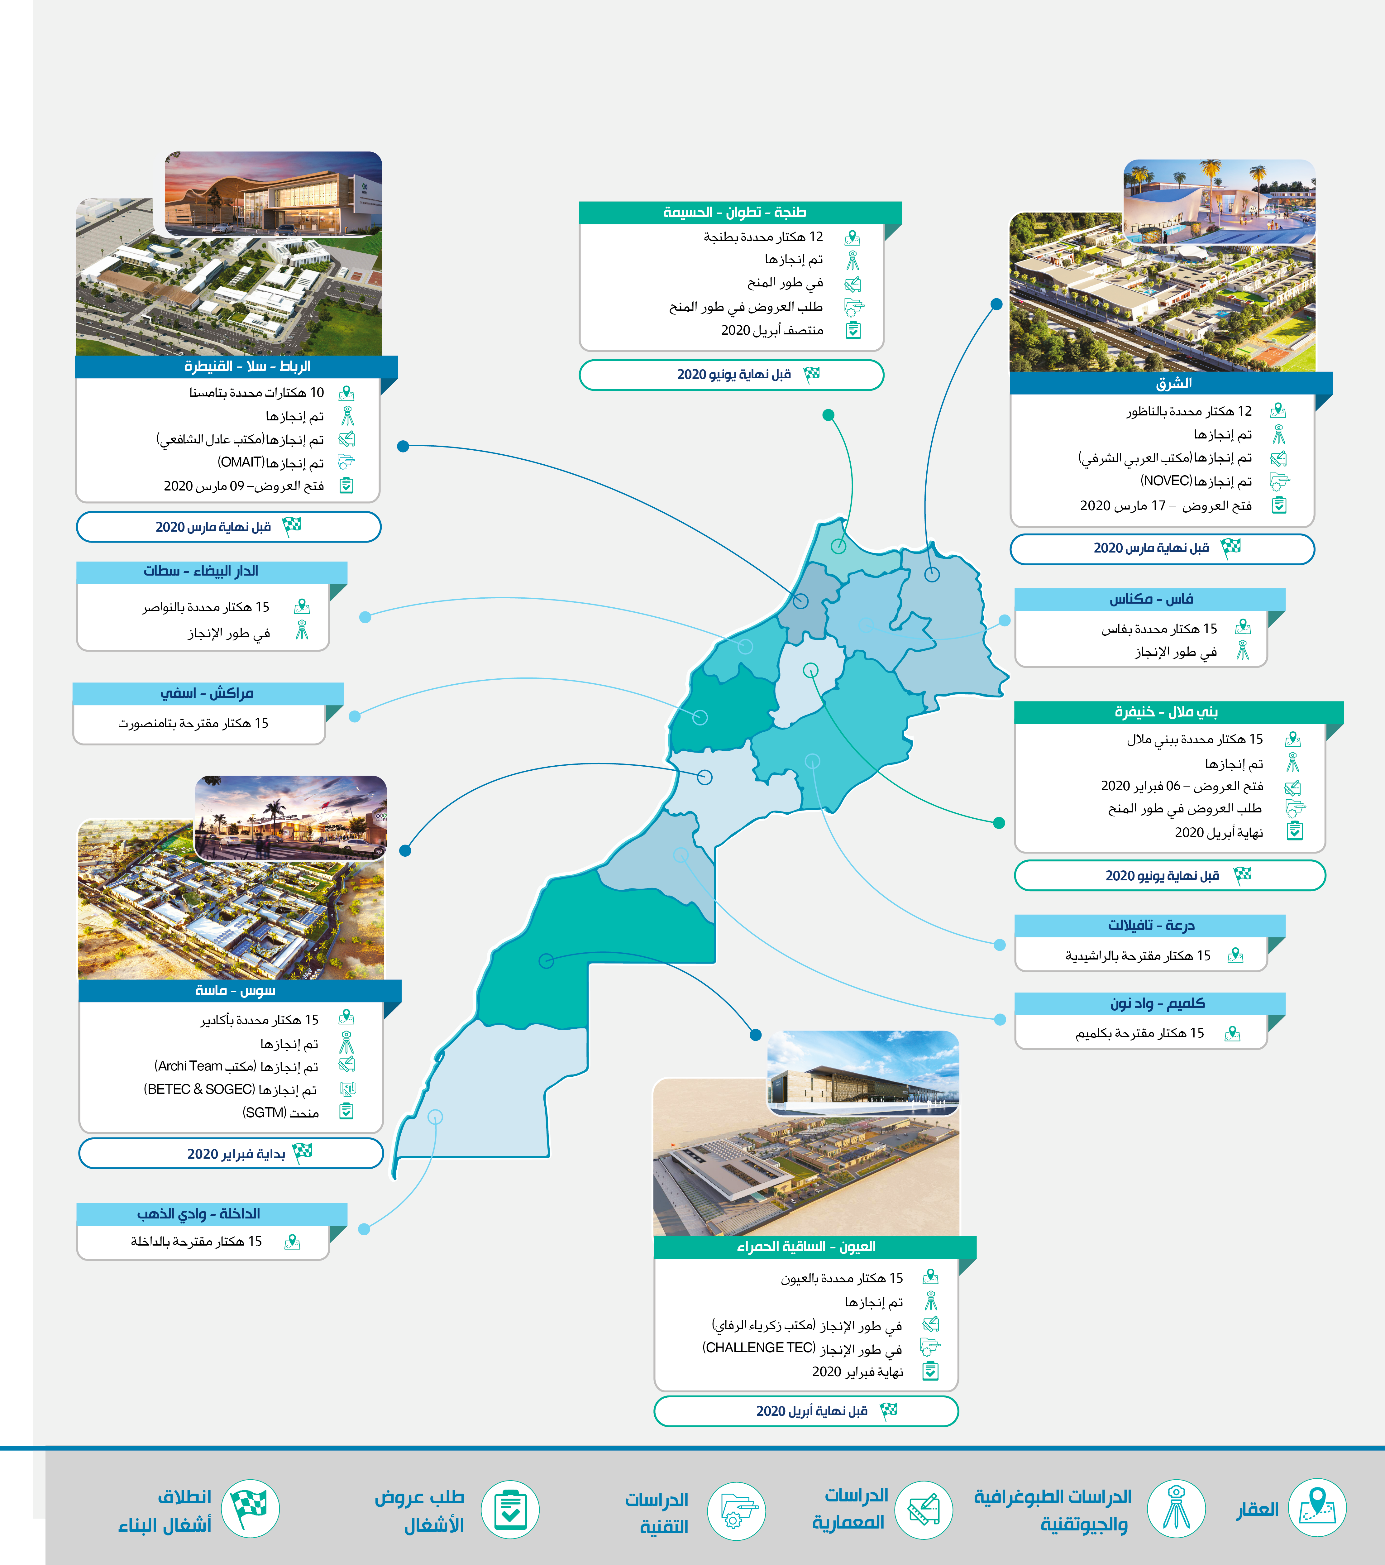 طنجة - تطوان - الحسيمة
12 هكتار محددة بطنجة
تم إنجازها
في طور المنح
طلب العروض في طور المنح
منتصف أبريل 2020
قبل نهاية يونيو 2020
الشرق
12 هكتار محددة بالناظور
تم إنجازها
تم إنجازها (مكتب العربي الشرفي)
تم إنجازها (NOVEC)
فتح العروض – 17 مارس 2020
قبل نهاية مارس 2020
فاس - مكناس
15 هكتار محددة بفاس
في طور الإنجاز
بني ملال - خنيفرة
15 هكتار محددة ببني ملال
تم إنجازها
فتح العروض – 06 فبراير 2020
طلب العروض في طور المنح
نهاية أبريل 2020
قبل نهاية يونيو 2020
درعة - تافيلالت
15 هكتار مقترحة بالراشيدية
كلميم - واد نون
15 هكتار مقترحة بكلميم
الرباط - سلا - القنيطرة
10 هكتارات محددة بتامسنا
تم إنجازها
تم إنجازها (مكتب عادل الشافعي)
تم إنجازها (OMAIT)
فتح العروض– 09 مارس 2020
قبل نهاية مارس 2020
الدار البيضاء - سطات
15 هكتار محددة بالنواصر
في طور الإنجاز
مراكش - اسفي
15 هكتار مقترحة بتامنصورت
سوس - ماسة
15 هكتار محددة بأكادير
تم إنجازها
تم إنجازها (مكتب Archi Team)
تم إنجازها (BETEC & SOGEC)
منحت (SGTM)
بداية فبراير 2020
الداخلة - وادي الذهب
15 هكتار مقترحة بالداخلة
العيون - الساقية الحمراء
15 هكتار محددة بالعيون
تم إنجازها
في طور الإنجاز (مكتب زكرياء الرفاي)
في طور الإنجاز (CHALLENGE TEC)
نهاية فبراير 2020
قبل نهاية أبريل 2020
العقار
الدراسات الطبوغرافية
والجيوتقنية
الدراسات
المعمارية
الدراسات
التقنية
طلب عروض
الأشغال
انطلاق
أشغال البناء